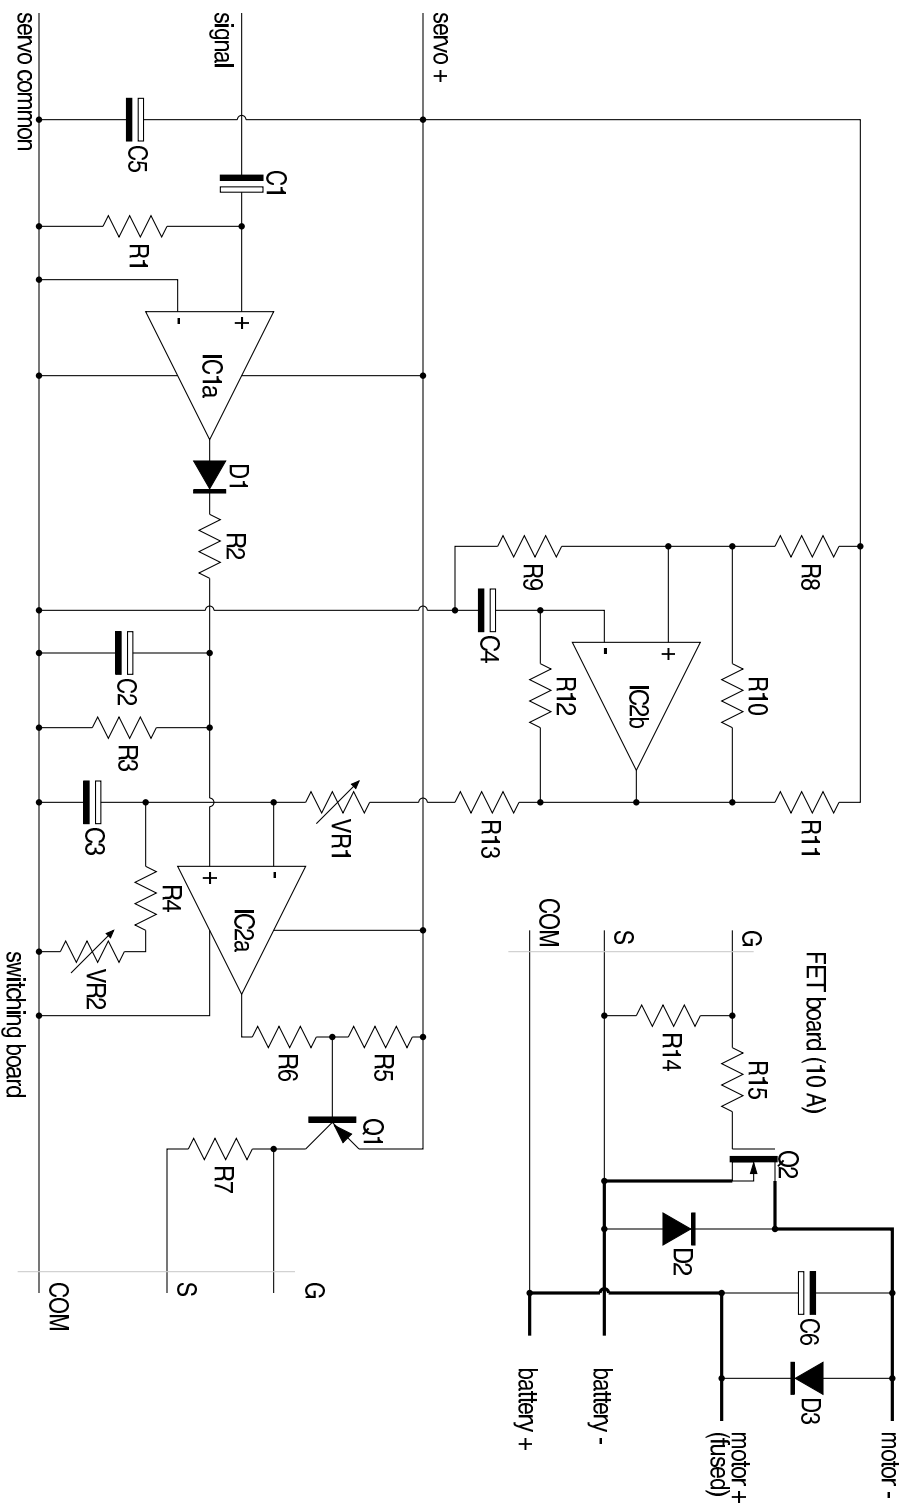 servo +
signal
servo common
C5
C1
R1
+
-
IC1a
D1
R2
R8
R9
C4
-
+
R10
R12
IC2b
C2
R3
R11
R13
VR1
C3
-
+
R4
IC2a
VR2
R5
R6
Q1
R7
switching board
G
S
COM
FET board (10 A)
G
S
COM
R14
R15
Q2
D2
C6
D3
motor -
motor +
(fused)
battery -
battery +